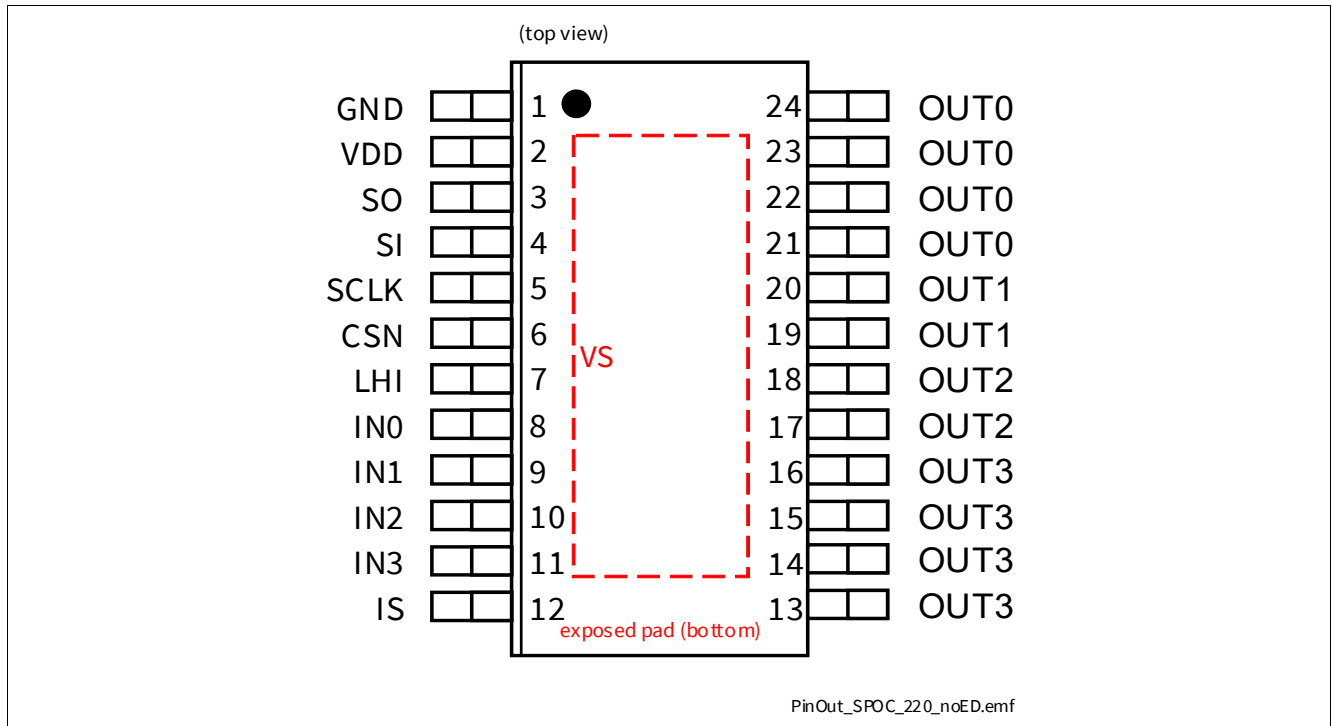 (top view)
GND 1 24 OUT0
VDD 2 23 OUT0
SO 3 22 OUT0
SI 4 21 OUT0
SCLK 5 20 OUT1
CSN 6 19 OUT1
VS
LHI 7 18 OUT2
IN0 8 17 OUT2
IN1 9 16 OUT3
IN2 10 15 OUT3
IN3 11 14 OUT3
IS 12 13 OUT3
exposed pad (bottom)
PinOut_SPOC_220_noED.emf